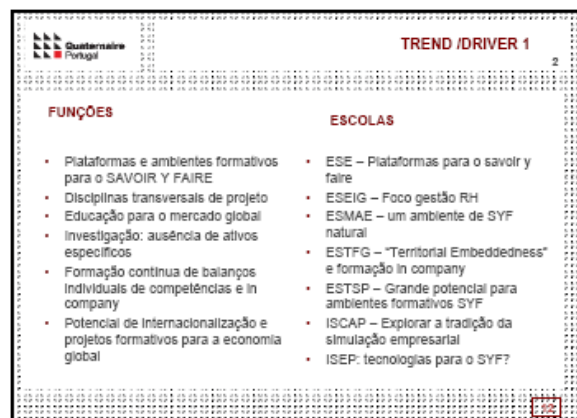 Quaternaire
Portugal
TREND /DRIVER 1
2
FUNÇÕES
• Plataformas e ambientes formativos
para o SAVOIR Y FAIRE
• Disciplinas transversais de projeto
• Educação para o mercado global
• Investigação: ausência de ativos
específicos
• Formação contínua de balanços
individuais de competências e in
company
• Potencial de internacionalização e
projetos formativos para a economia
global
ESCOLAS
• ESE – Plataformas para o savoir y
faire
• ESEIG – Foco gestão RH
• ESMAE – um ambiente de SYF
natural
• ESTFG – "Territorial Embeddedness"
e formação in company
• ESTSP – Grande potencial para
ambientes formativos SYF
• ISCAP – Explorar a tradição da
simulação empresarial
• ISEP: tecnologias para o SYF?